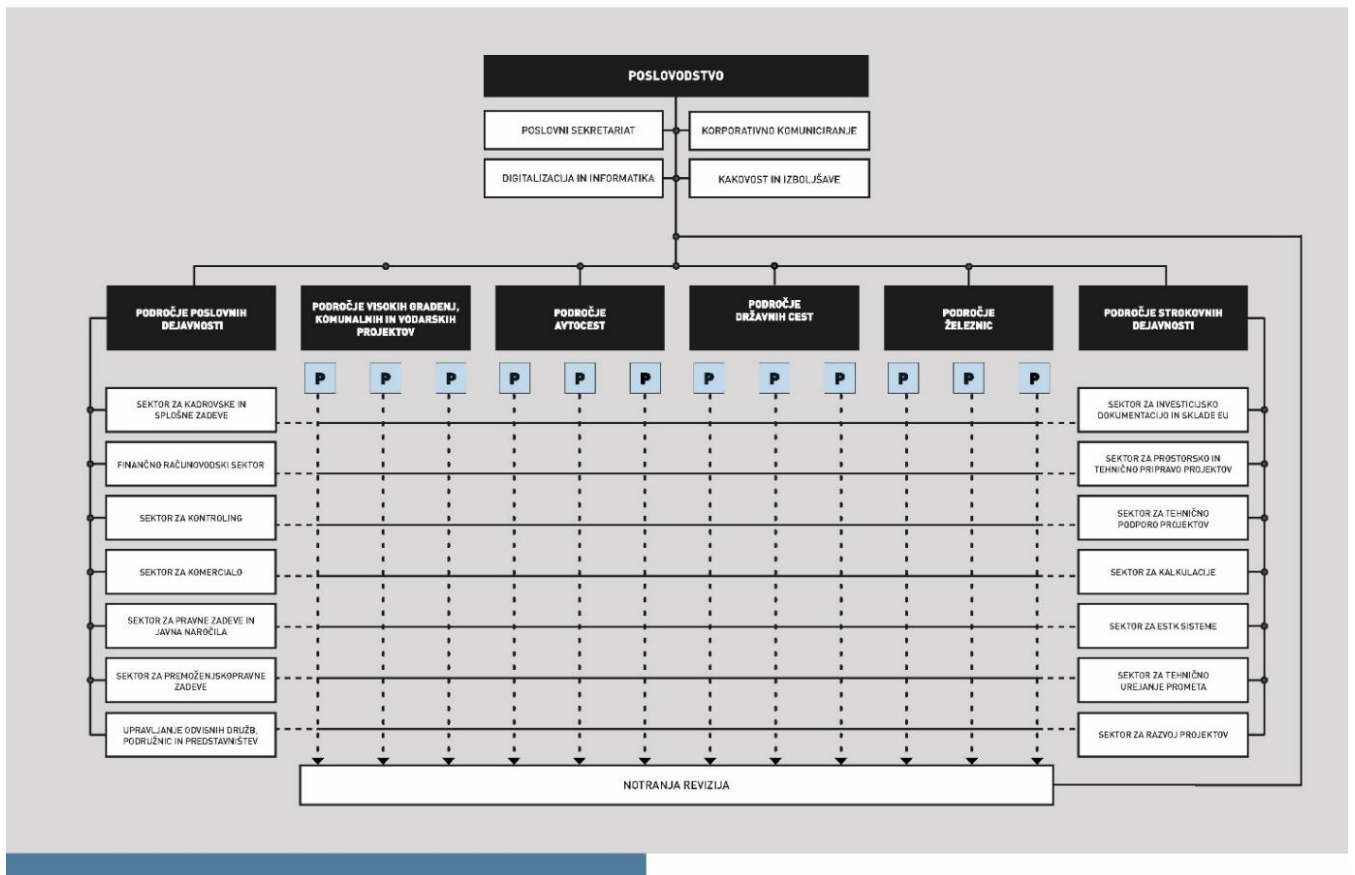 POSLOVODSTVO
POSLOVNI SEKRETARIAT
KORPORATIVNO KOMUNICIRANJE
DIGITALIZACIJA IN INFORMATIKA
KAKOVOST IN IZBOLJŠAVE
PODROČJE POSLOVNIH
DEJAVNOSTI
PODROČJE VISOKIH GRADENJ,
KOMUNALNIH IN VODARSKIH
PROJEKTOV
PODROČJE
AVTOCEST
PODROČJE
DRŽAVNIH CEST
PODROČJE
ŽELEZNIC
PODROČJE STROKOVNIH
DEJAVNOSTI
P P P P P P P P P P P P
SEKTOR ZA KADROVSKE IN
SPLOŠNE ZADEVE
FINANČNO RAČUNOVODSKI SEKTOR
SEKTOR ZA KONTROLING
SEKTOR ZA KOMERCIALO
SEKTOR ZA PRAVNE ZADEVE IN
JAVNA NAROČILA
SEKTOR ZA PREMOŽENJSKOPRAVNE
ZADEVE
UPRAVLJANJE ODVISNIH DRUŽB,
PODRUŽNIC IN PREDSTAVNIŠTEV
SEKTOR ZA INVESTICIJSKO
DOKUMENTACIJO IN SKLADE EU
SEKTOR ZA PROSTORSKO IN
TEHNIČNO PRIPRAVO PROJEKTOV
SEKTOR ZA TEHNIČNO
PODPORO PROJEKTOV
SEKTOR ZA KALKULACIJE
SEKTOR ZA ESTK SISTEME
SEKTOR ZA TEHNIČNO
UREJANJE PROMETA
SEKTOR ZA RAZVOJ PROJEKTOV
NOTRANJA REVIZIJA